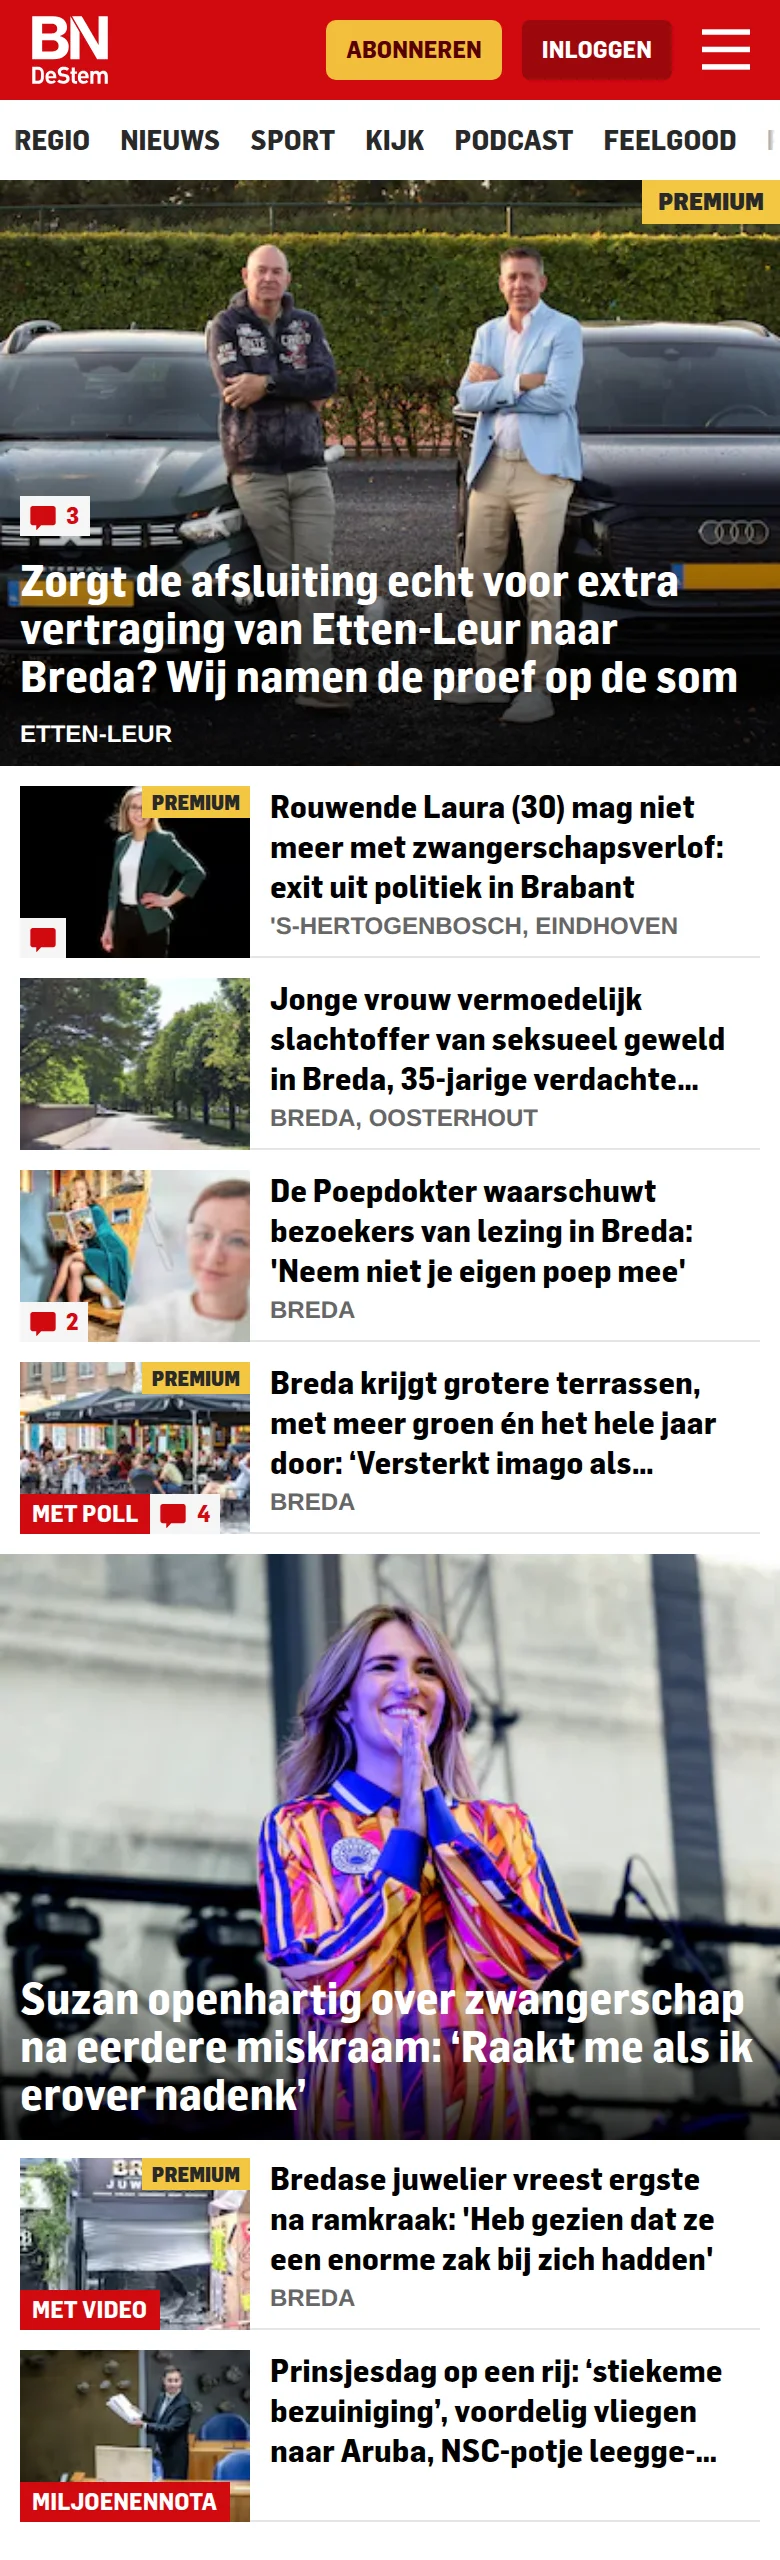 BN
DeStem
ABONNEREN
INLOGGEN
REGIO NIEUWS SPORT KIJK PODCAST FEELGOOD
PREMIUM
3
Zorgt de afsluiting echt voor extra
vertraging van Etten-Leur naar
Breda? Wij namen de proef op de som
ETTEN-LEUR
PREMIUM
Rouwende Laura (30) mag niet
meer met zwangerschapsverlof:
exit uit politiek in Brabant
'S-HERTOGENBOSCH, EINDHOVEN
Jonge vrouw vermoedelijk
slachtoffer van seksueel geweld
in Breda, 35-jarige verdachte...
BREDA, OOSTERHOUT
2
De Poepdokter waarschuwt
bezoekers van lezing in Breda:
'Neem niet je eigen poep mee'
BREDA
PREMIUM
MET POLL
4
Breda krijgt grotere terrassen,
met meer groen én het hele jaar
door: ‘Versterkt imago als...
BREDA
Suzan openhartig over zwangerschap
na eerdere miskraam: ‘Raakt me als ik
erover nadenk’
PREMIUM
MET VIDEO
Bredase juwelier vreest ergste
na ramkraak: 'Heb gezien dat ze
een enorme zak bij zich hadden'
BREDA
MILJOENENNOTA
Prinsjesdag op een rij: ‘stiekeme
bezuiniging’, voordelig vliegen
naar Aruba, NSC-potje leegge-...